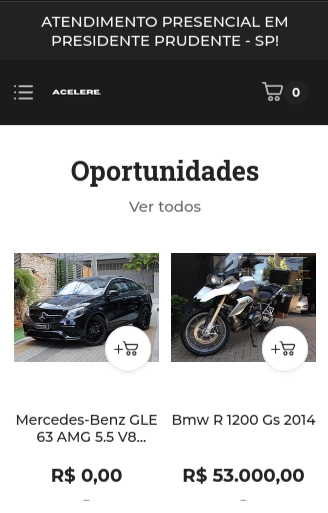 ATENDIMENTO PRESENCIAL EM
PRESIDENTE PRUDENTE - SP!
ACELERE.
0
Oportunidades
Ver todos
Mercedes-Benz GLE
63 AMG 5.5 V8...
R$ 0,00
–
Bmw R 1200 Gs 2014
R$ 53.000,00
–